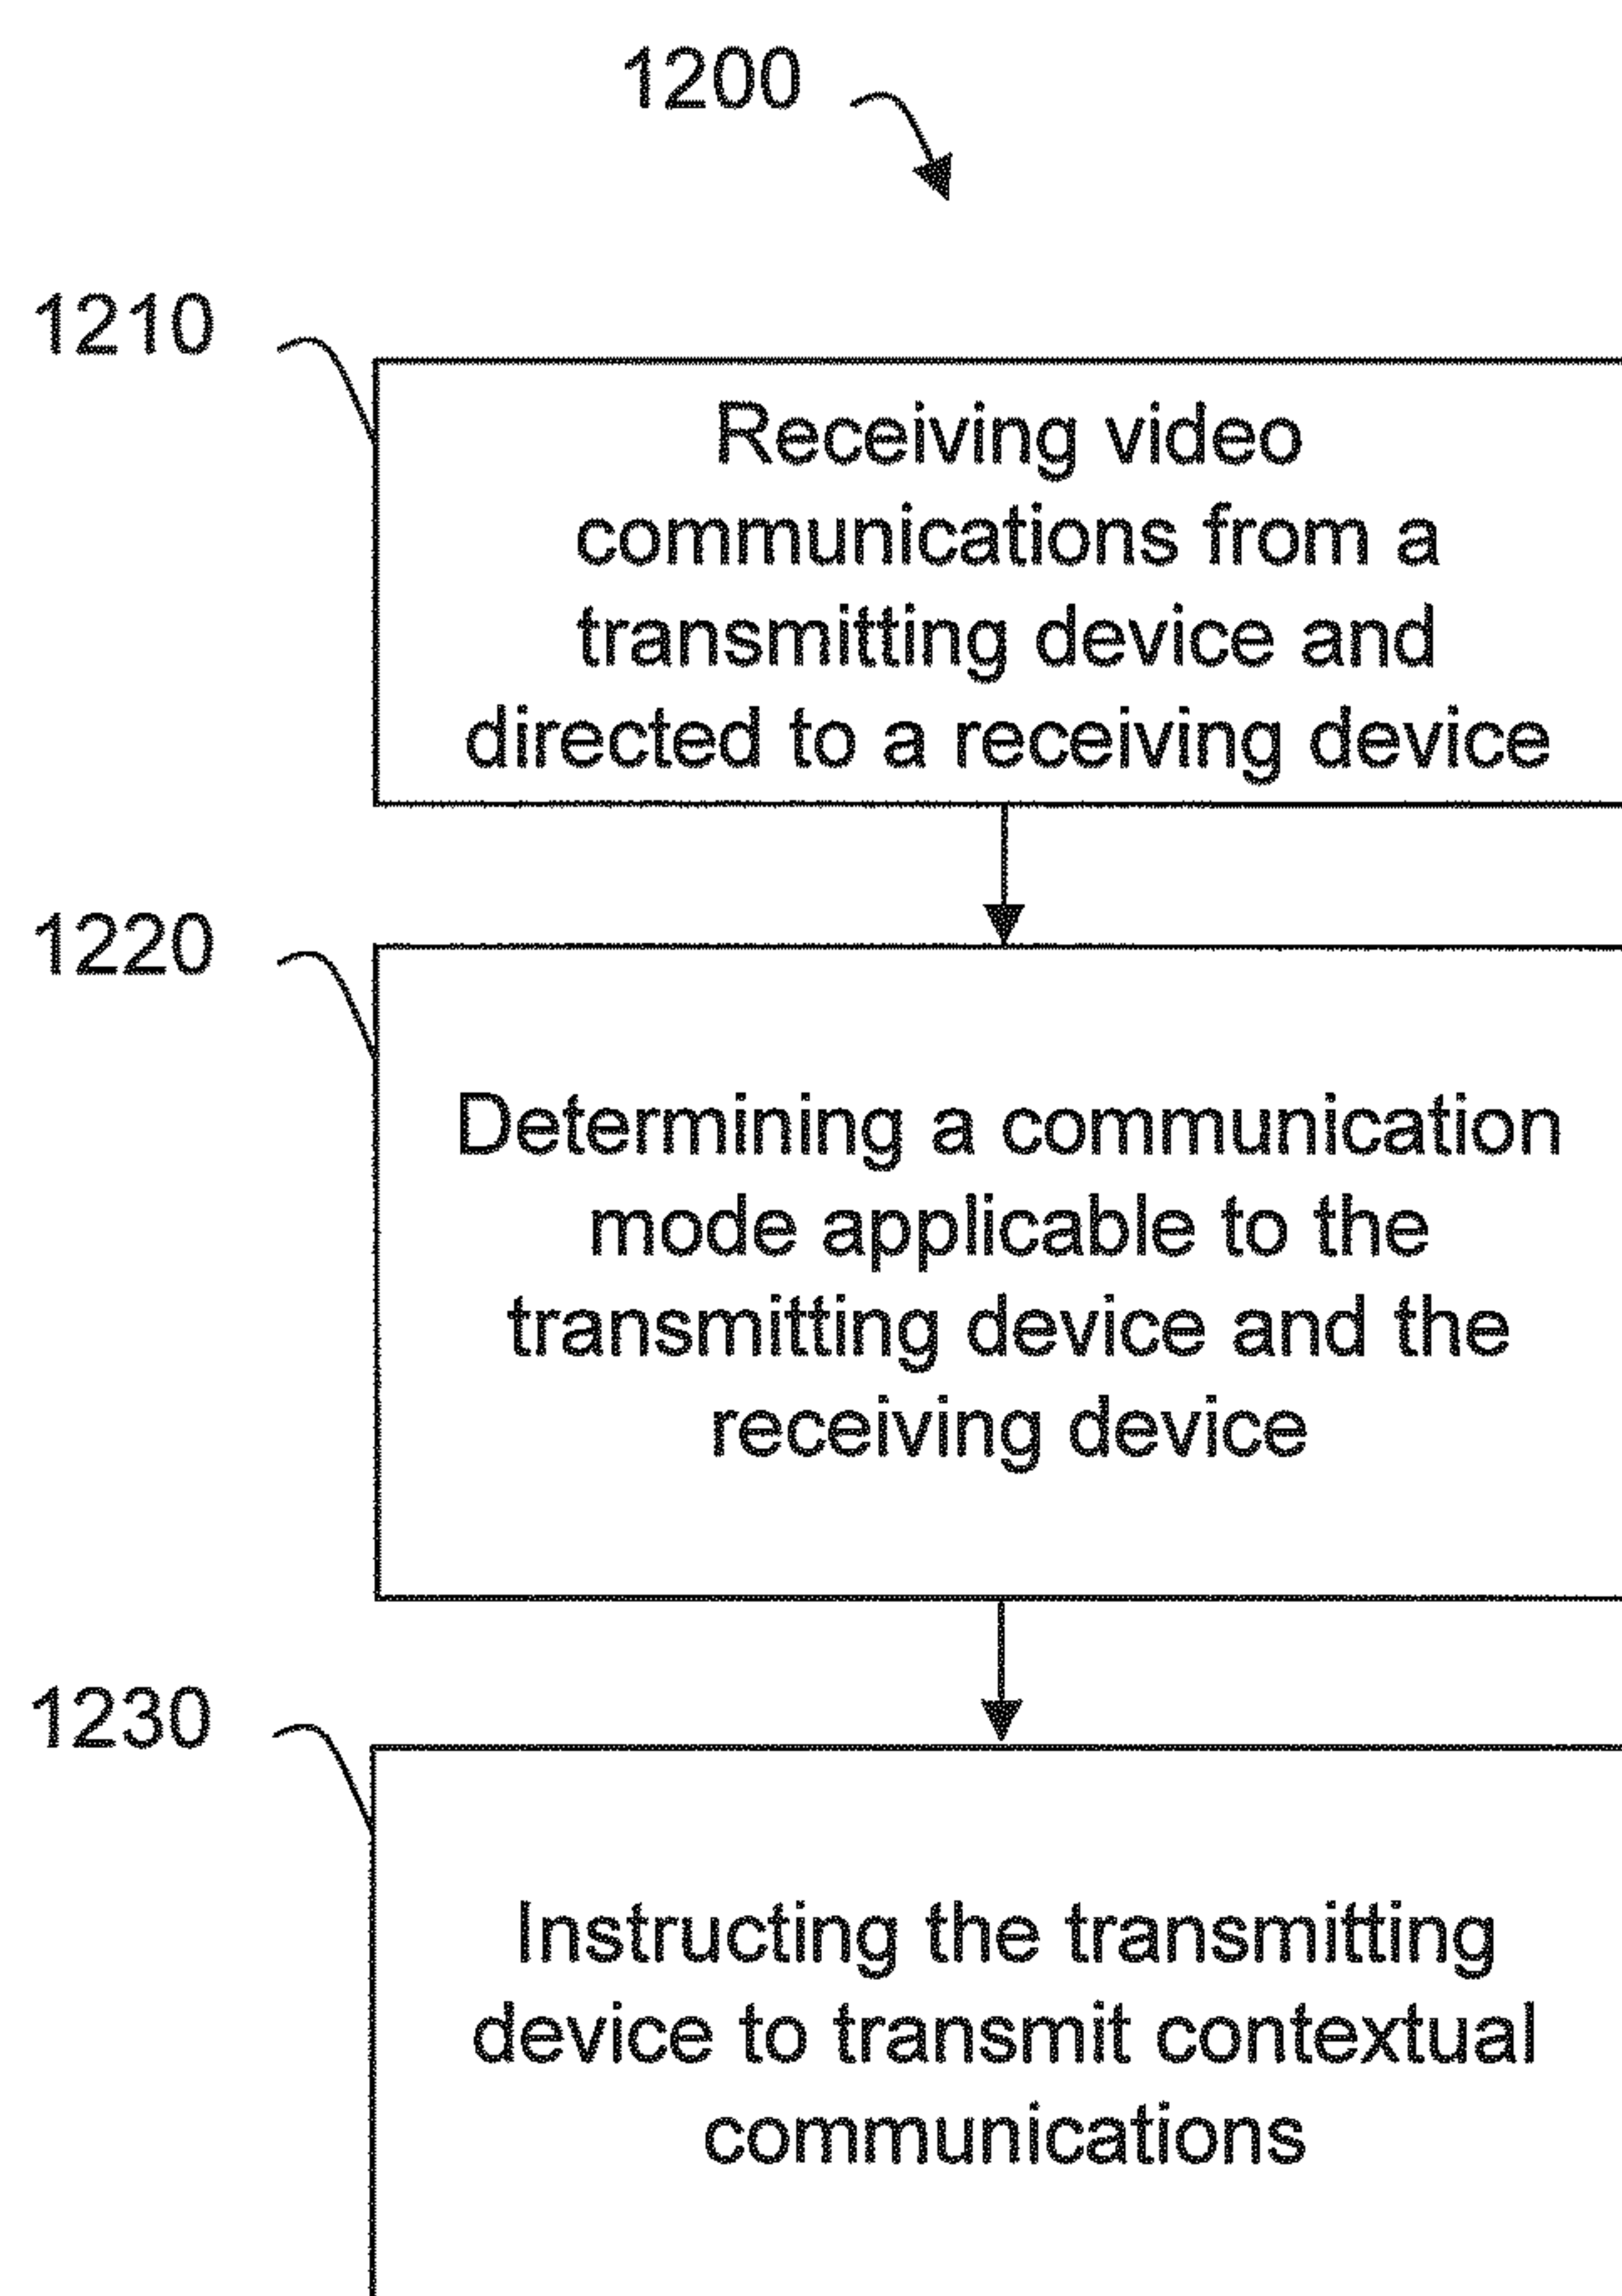 1200
1210
Receiving video
communications from a
transmitting device and
directed to a receiving device
1220
Determining a communication
mode applicable to the
transmitting device and the
receiving device
1230
Instructing the transmitting
device to transmit contextual
communications